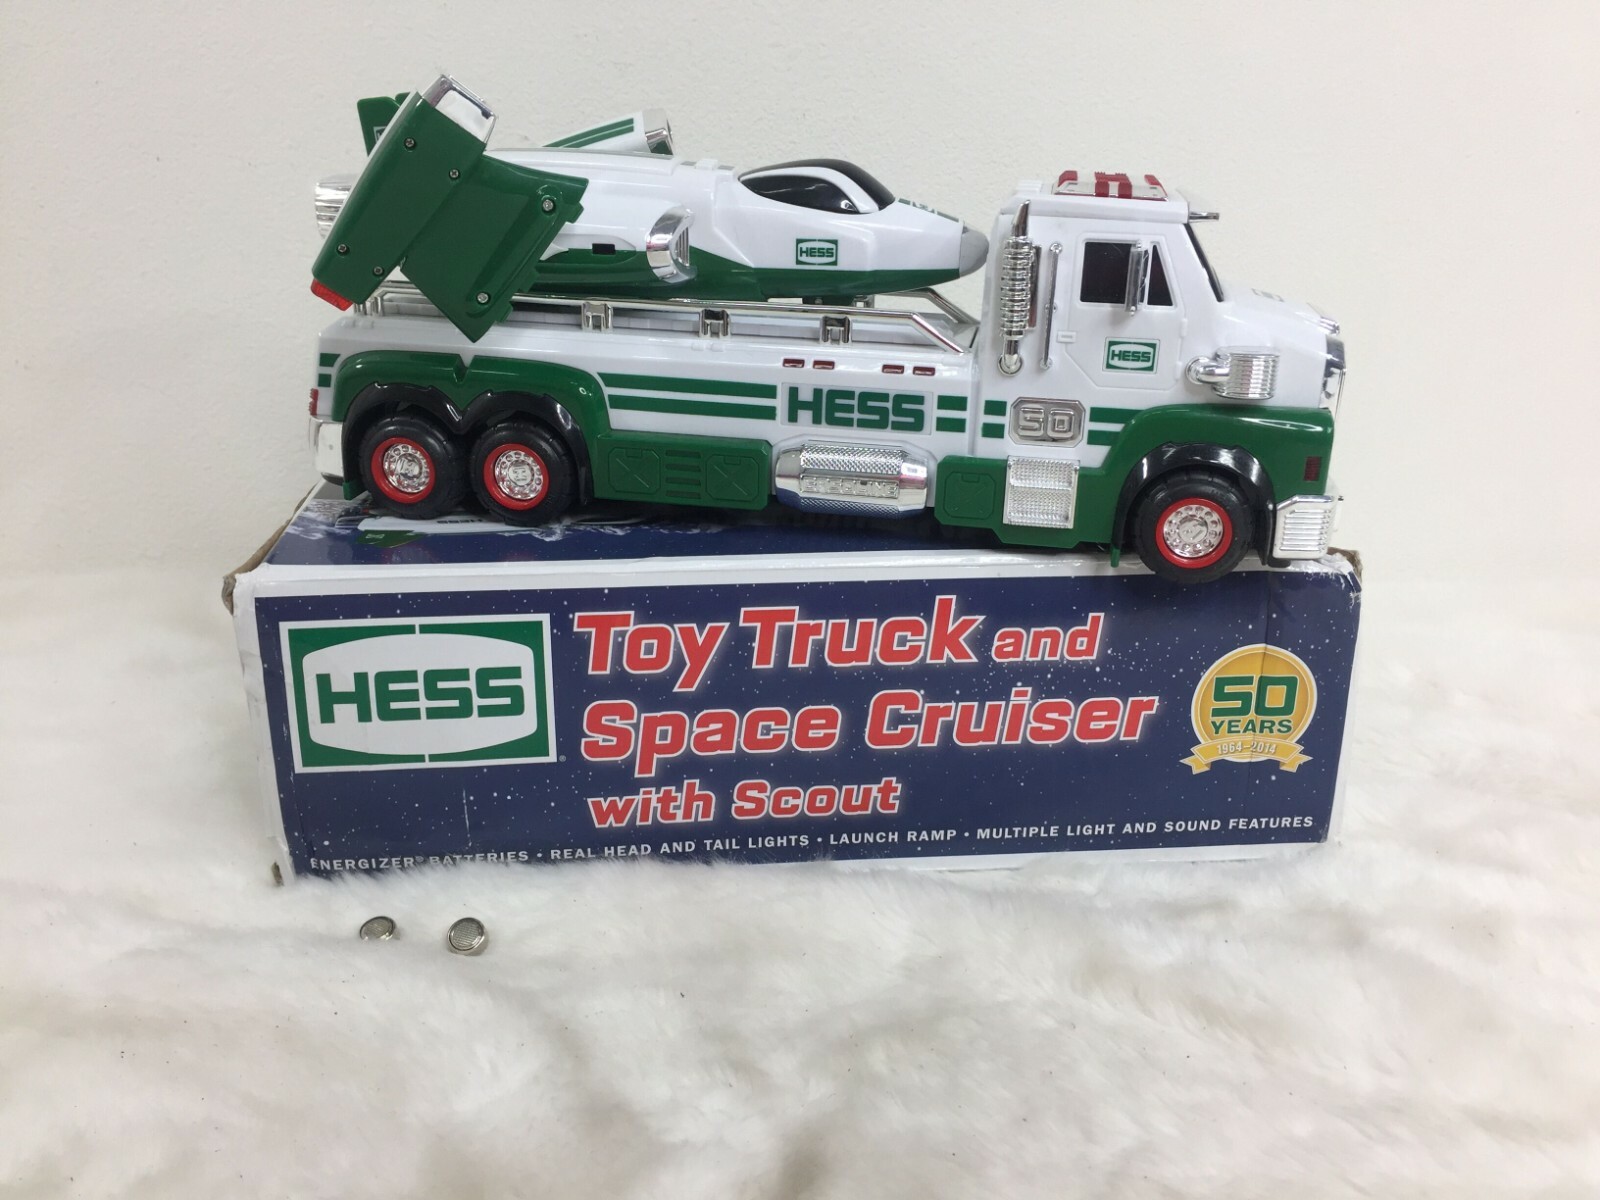 HESS
HESS
HESS
50
HESS
Toy Truck and
Space Cruiser
with Scout
50
YEARS
1964-2014
ENERGIZER® BATTERIES • REAL HEAD AND TAIL LIGHTS • LAUNCH RAMP • MULTIPLE LIGHT AND SOUND FEATURES